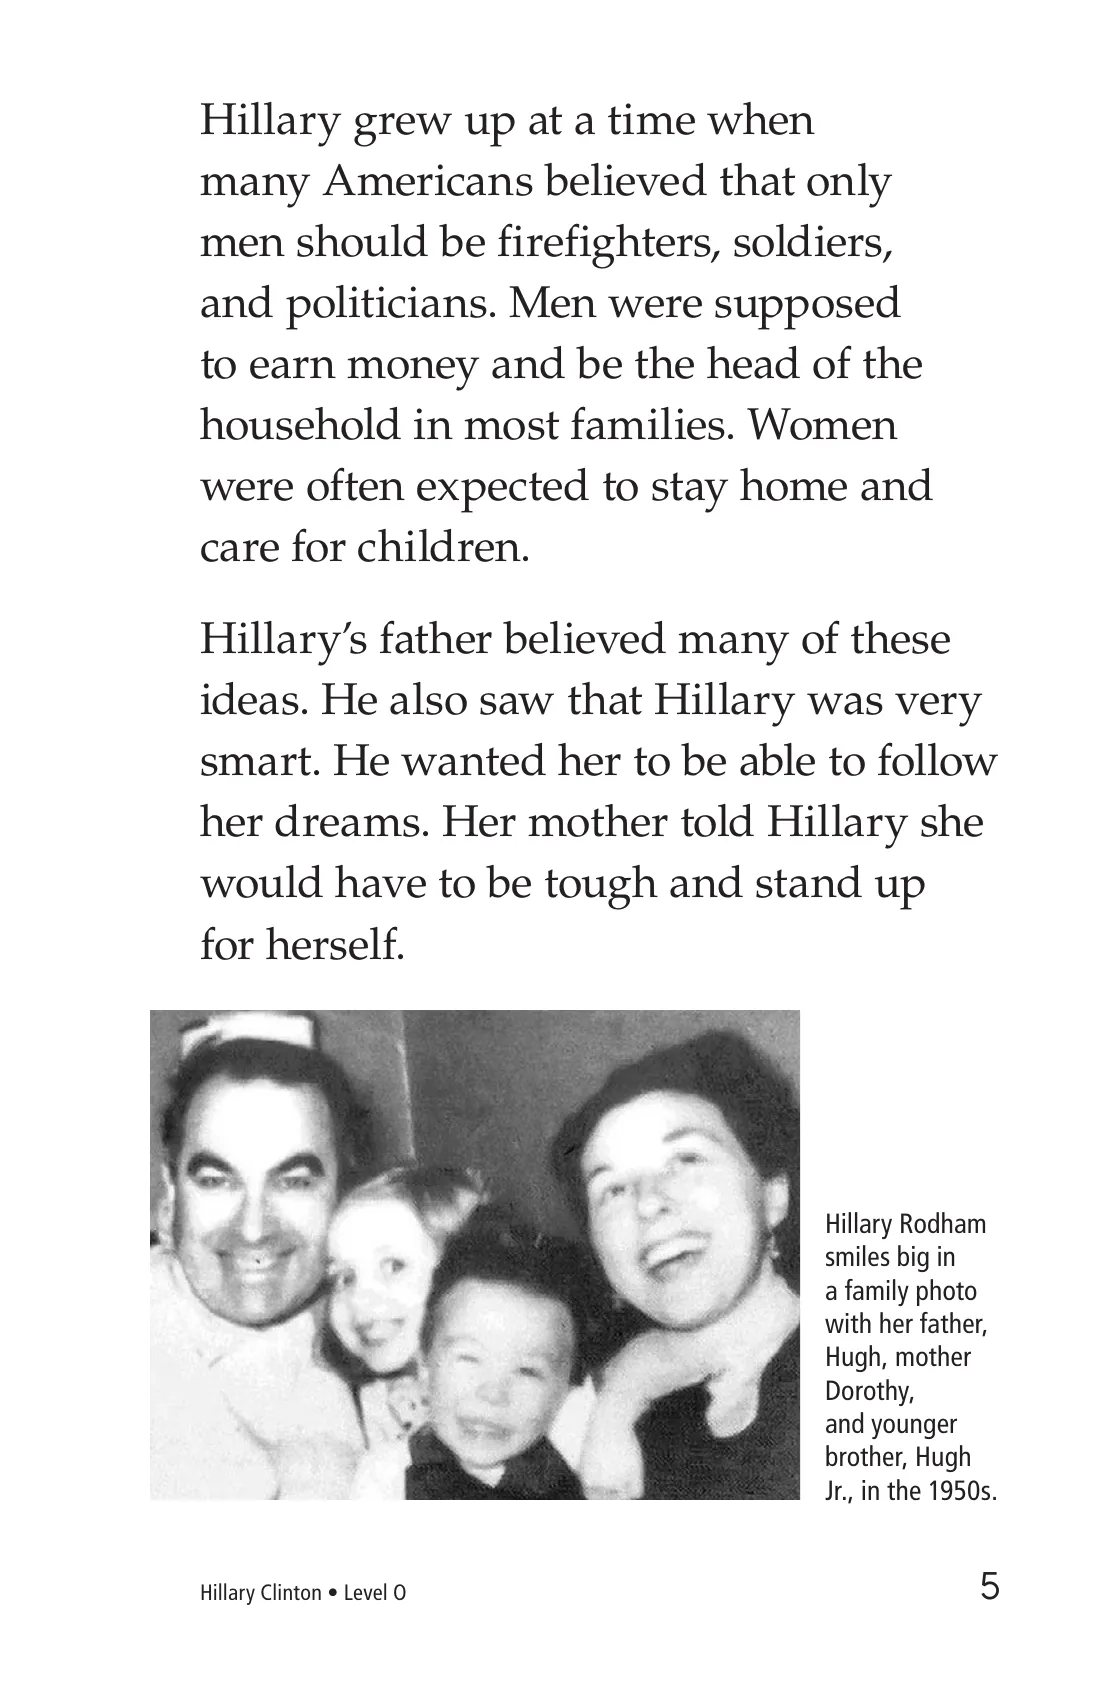 Hillary grew up at a time when
many Americans believed that only
men should be firefighters, soldiers,
and politicians. Men were supposed
to earn money and be the head of the
household in most families. Women
were often expected to stay home and
care for children.
Hillary’s father believed many of these
ideas. He also saw that Hillary was very
smart. He wanted her to be able to follow
her dreams. Her mother told Hillary she
would have to be tough and stand up
for herself.
Hillary Rodham
smiles big in
a family photo
with her father,
Hugh, mother
Dorothy,
and younger
brother, Hugh
Jr., in the 1950s.
Hillary Clinton • Level O
5